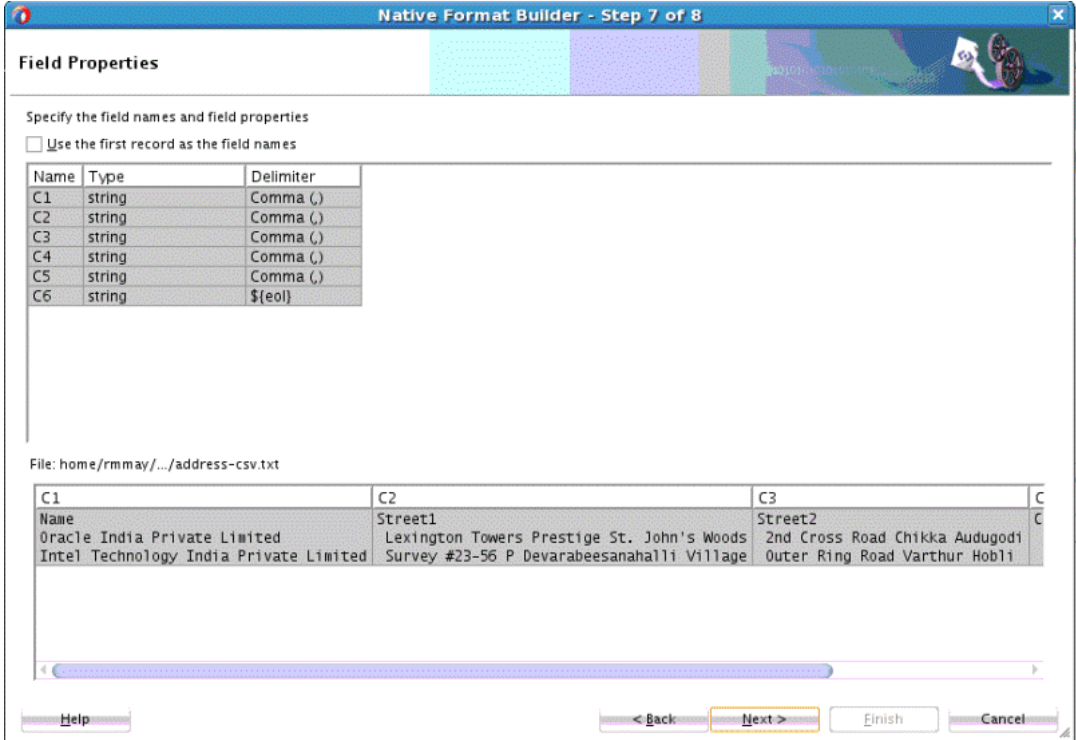 Native Format Builder - Step 7 of 8
Field Properties
Specify the field names and field properties
Use the first record as the field names
Name Type Delimiter
C1 string Comma (,)
C2 string Comma (,)
C3 string Comma (,)
C4 string Comma (,)
C5 string Comma (,)
C6 string ${eol}
File: home/rmmay/.../address-csv.txt
C1 C2 C3 C
Name Street1 Street2 C
Oracle India Private Limited Lexington Towers Prestige St. John's Woods 2nd Cross Road Chikka Audugodi
Intel Technology India Private Limited Survey #23-56 P Devarabeesanahalli Village Outer Ring Road Varthur Hobli
Help < Back Next > Finish Cancel